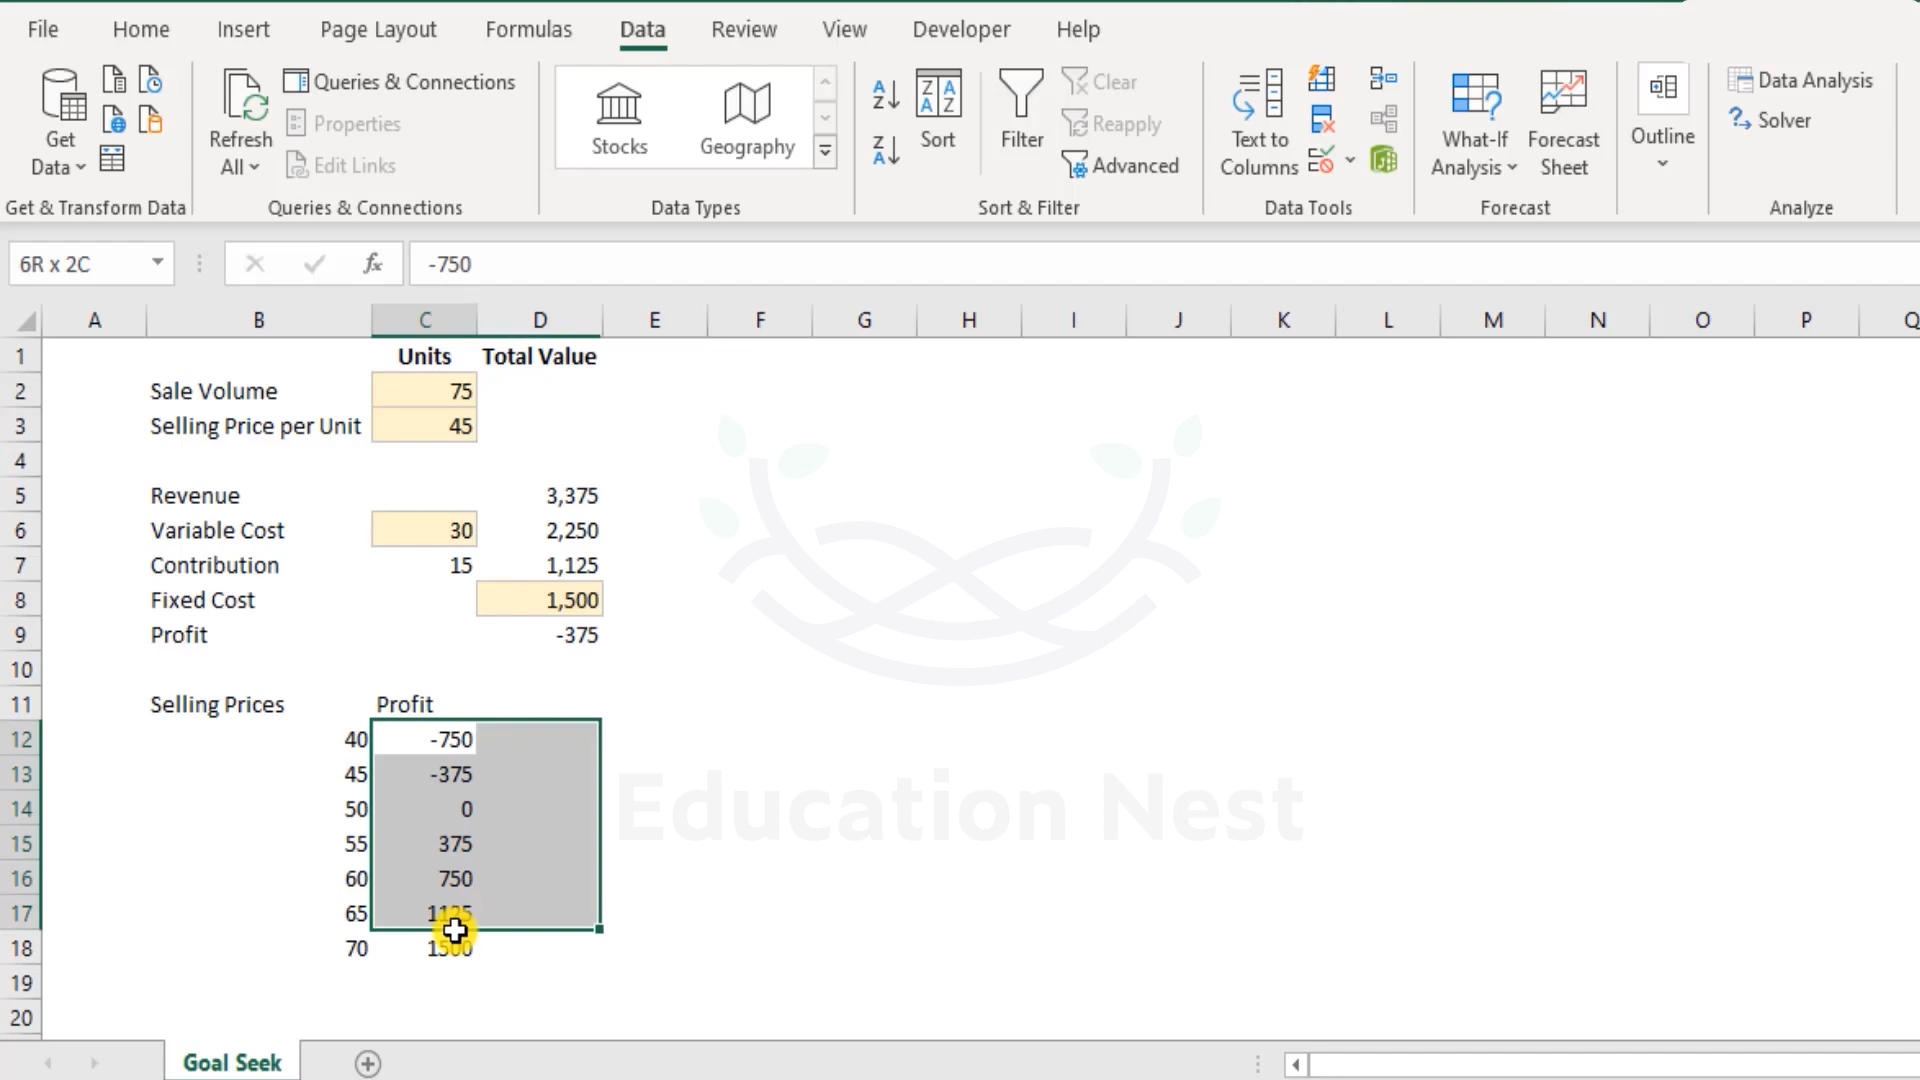 File Home Insert Page Layout Formulas Data Review View Developer Help
Get Data
Refresh All
Queries & Connections
Properties
Edit Links
Stocks
Geography
Sort
Filter
Clear
Reapply
Advanced
Text to Columns
What-If Analysis
Forecast Sheet
Outline
Data Analysis
Solver
Get & Transform Data Queries & Connections Data Types Sort & Filter Data Tools Forecast Analyze
6R x 2C fx -750
A B C D E F G H I J K L M N O P Q
1 Units Total Value
2 Sale Volume 75
3 Selling Price per Unit 45
4
5 Revenue 3,375
6 Variable Cost 30 2,250
7 Contribution 15 1,125
8 Fixed Cost 1,500
9 Profit -375
10
11 Selling Prices Profit
12 40 -750
13 45 -375
14 50 0
15 55 375
16 60 750
17 65 1125
18 70 1500
19
20
Education Nest
Goal Seek